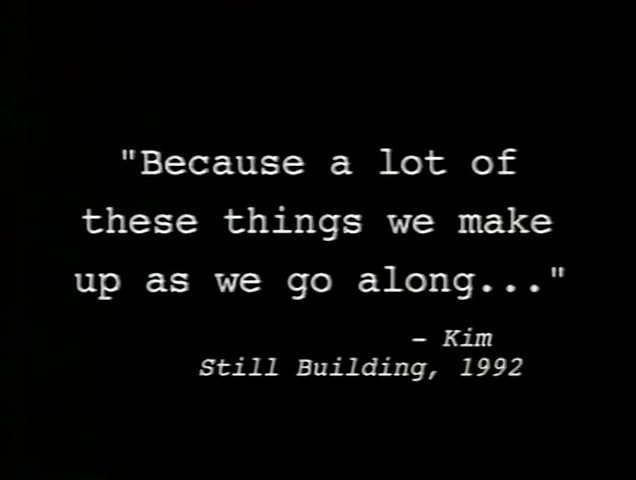 "Because a lot of
these things we make
up as we go along..."
- Kim
Still Building, 1992